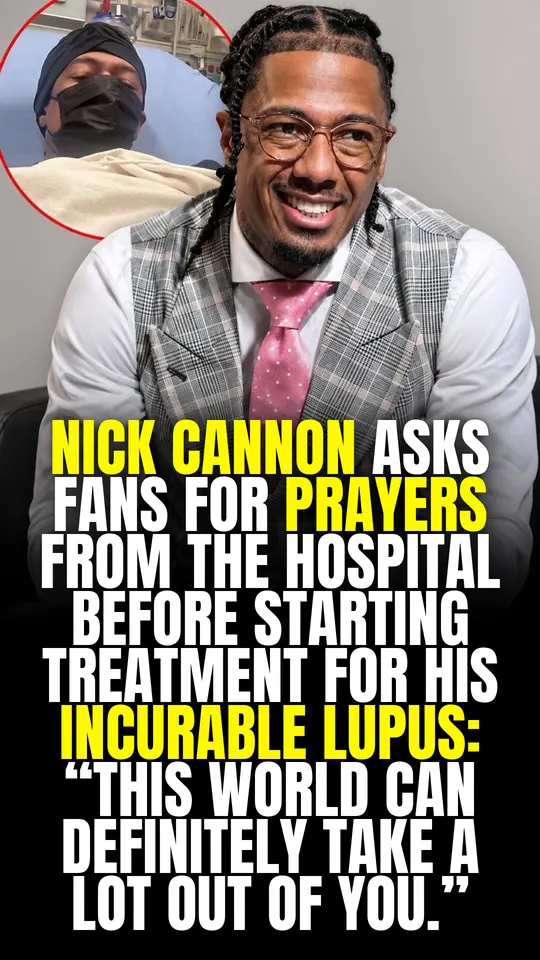 NICK CANNON ASKS
FANS FOR PRAYERS
FROM THE HOSPITAL
BEFORE STARTING
TREATMENT FOR HIS
INCURABLE LUPUS:
“THIS WORLD CAN
DEFINITELY TAKE A
LOT OUT OF YOU.”